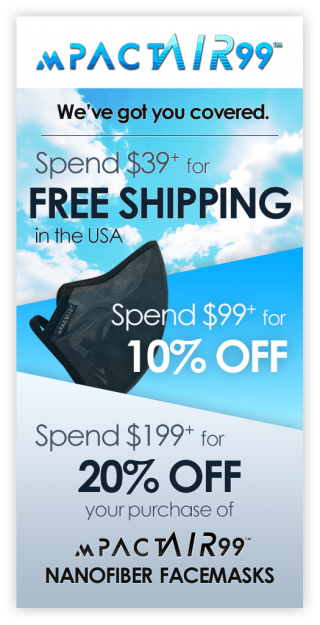 mPACTAIR99™
We've got you covered.
Spend $39+ for
FREE SHIPPING
in the USA
mPACTAIR
Spend $99+ for
10% OFF
Spend $199+ for
20% OFF
your purchase of
mPACTAIR99™
NANOFIBER FACEMASKS